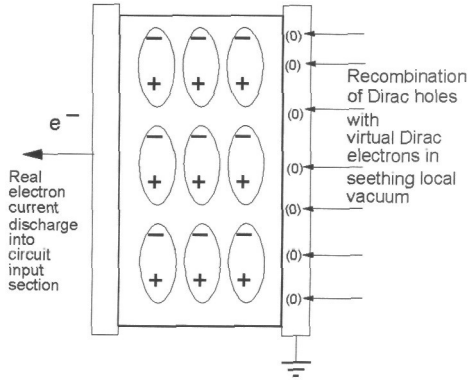 e⁻
Real
electron
current
discharge
into
circuit
input
section
− − −
+ + +
− − −
+ + +
− − −
+ + +
(0)
(0)
(0)
(0)
(0)
(0)
(0)
Recombination
of Dirac holes
with
virtual Dirac
electrons in
seething local
vacuum